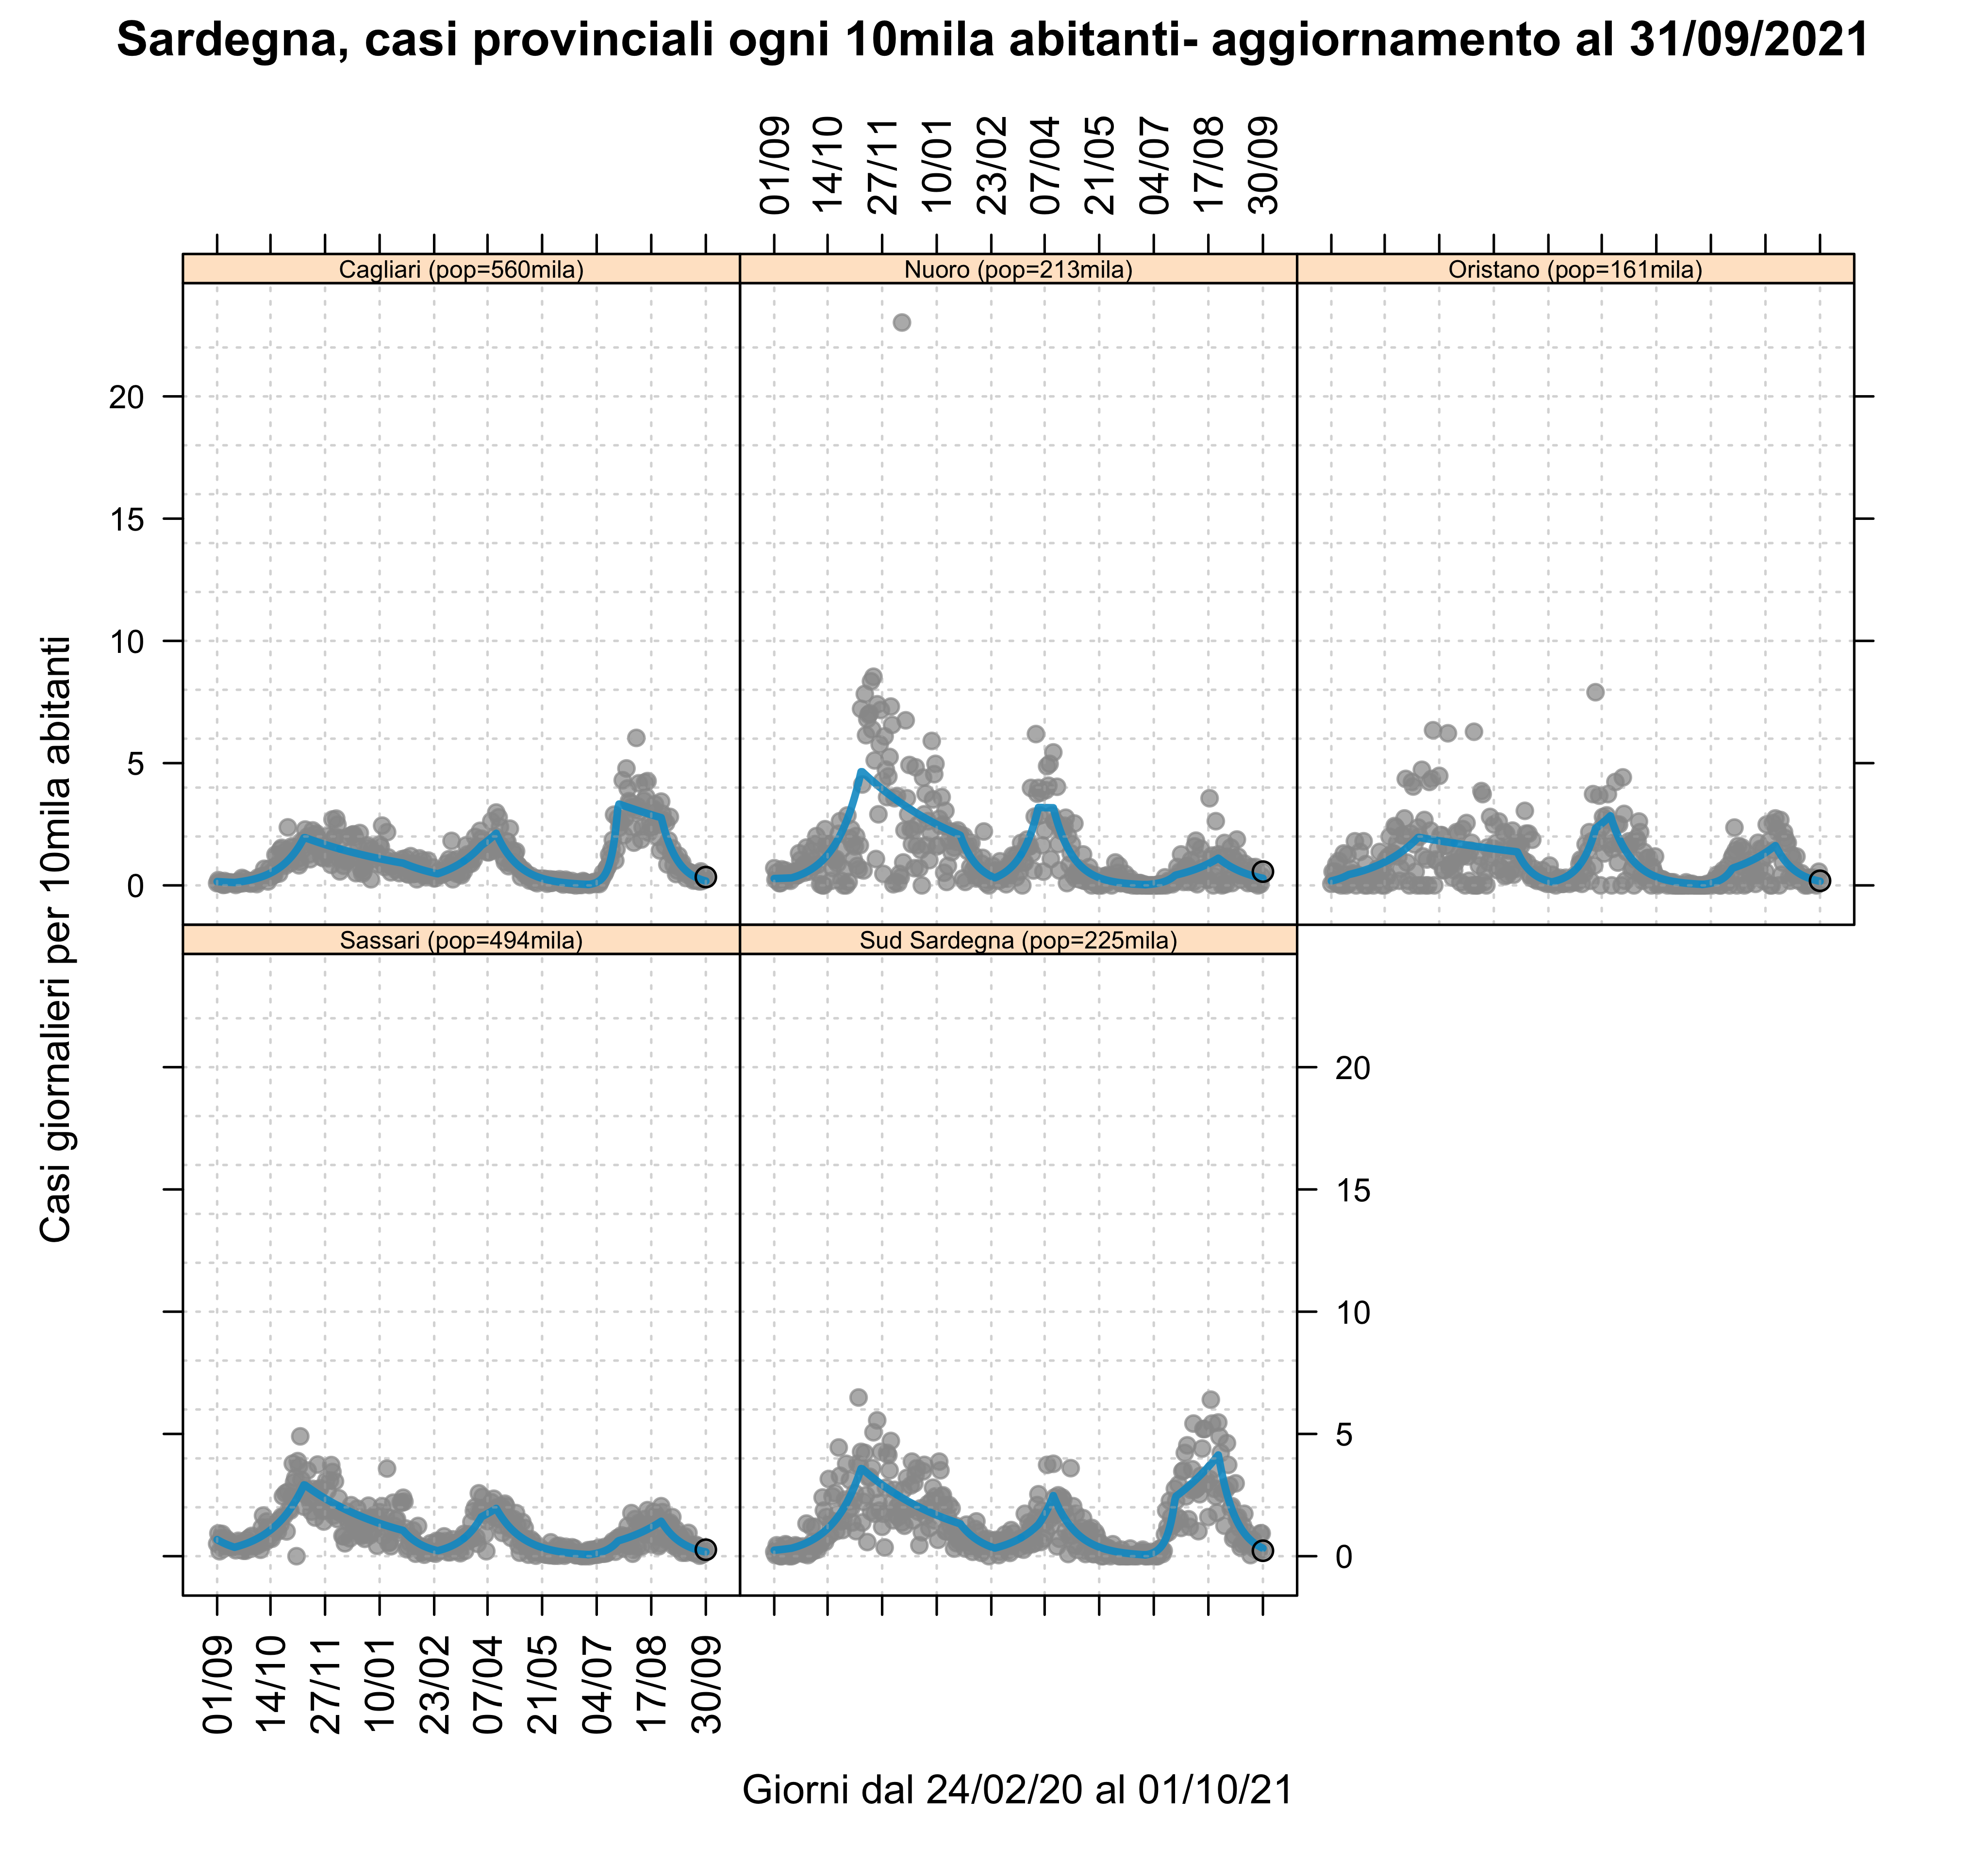 Sardegna, casi provinciali ogni 10mila abitanti- aggiornamento al 31/09/2021
01/09 14/10 27/11 10/01 23/02 07/04 21/05 04/07 17/08 30/09
Cagliari (pop=560mila) Nuoro (pop=213mila) Oristano (pop=161mila)
20
15
10
5
0
Casi giornalieri per 10mila abitanti
Sassari (pop=494mila) Sud Sardegna (pop=225mila)
20
15
10
5
0
01/09 14/10 27/11 10/01 23/02 07/04 21/05 04/07 17/08 30/09
Giorni dal 24/02/20 al 01/10/21